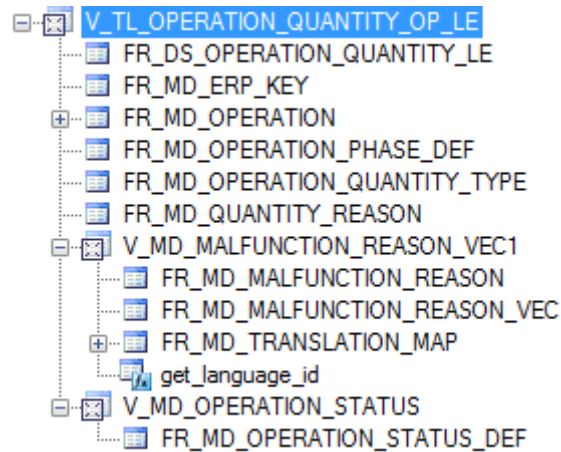 V_TL_OPERATION_QUANTITY_OP_LE
FR_DS_OPERATION_QUANTITY_LE
FR_MD_ERP_KEY
FR_MD_OPERATION
FR_MD_OPERATION_PHASE_DEF
FR_MD_OPERATION_QUANTITY_TYPE
FR_MD_QUANTITY_REASON
V_MD_MALFUNCTION_REASON_VEC1
FR_MD_MALFUNCTION_REASON
FR_MD_MALFUNCTION_REASON_VEC
FR_MD_TRANSLATION_MAP
get_language_id
V_MD_OPERATION_STATUS
FR_MD_OPERATION_STATUS_DEF